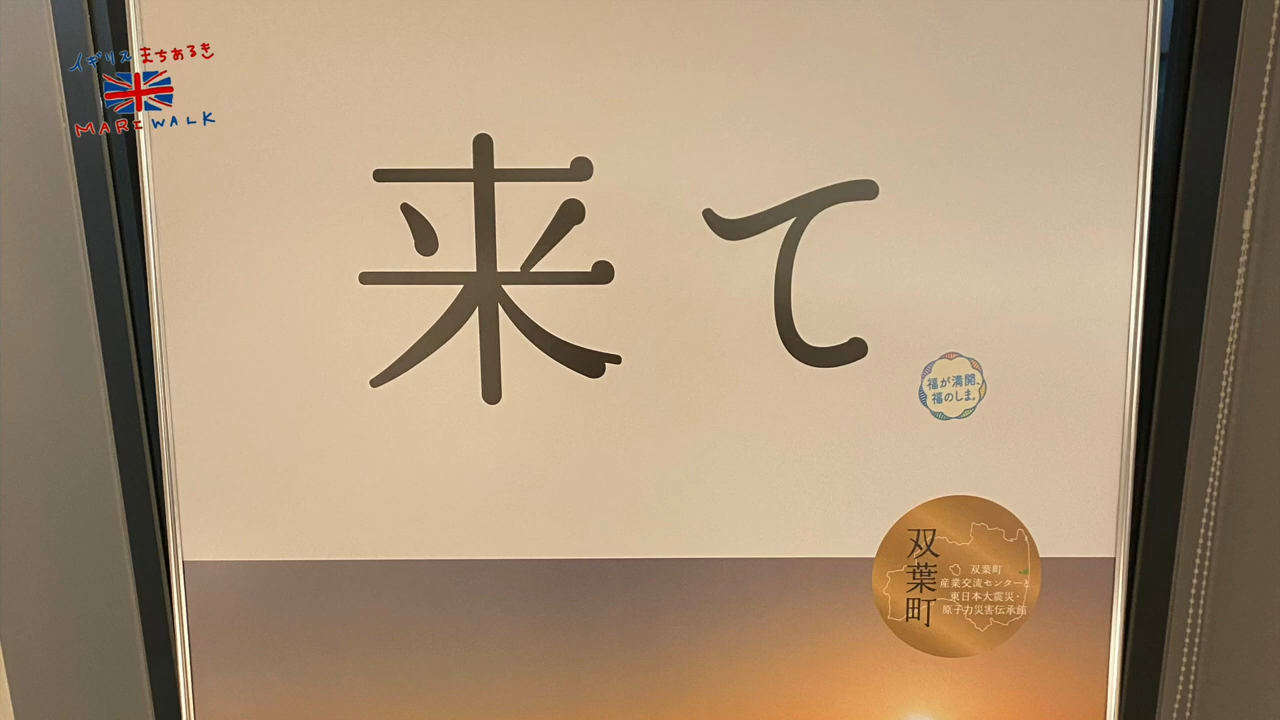 イギリスまちあるき
MARI WALK
来て
福が満開、
福のしま。
双葉町
双葉町
産業交流センターと
東日本大震災・
原子力災害伝承館